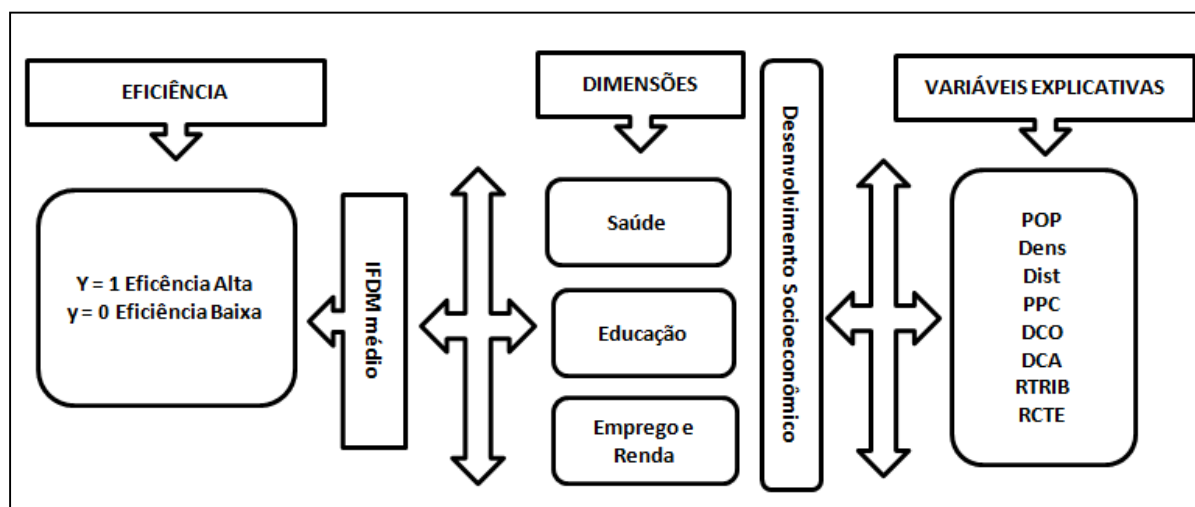 EFICIÊNCIA
Y = 1 Eficência Alta
y = 0 Eficiência Baixa
IFDM médio
DIMENSÕES
Saúde
Educação
Emprego e
Renda
Desenvolvimento Socioeconômico
VARIÁVEIS EXPLICATIVAS
POP
Dens
Dist
PPC
DCO
DCA
RTRIB
RCTE